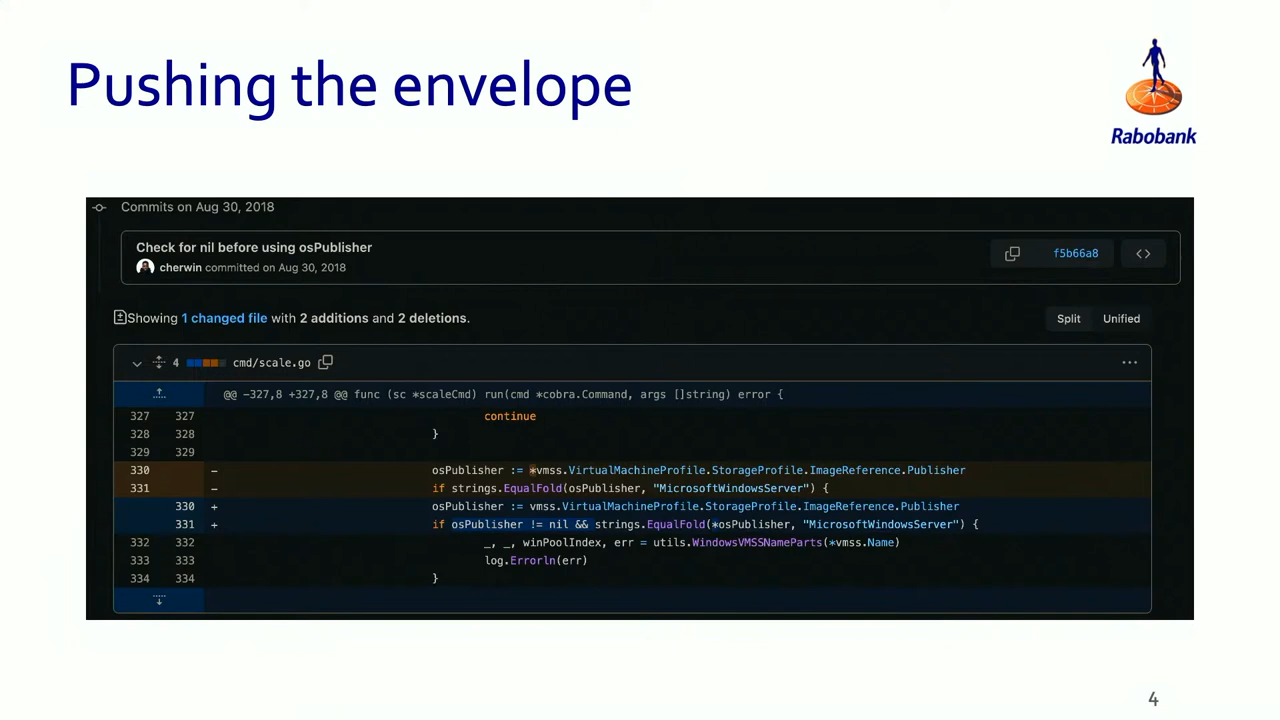 Pushing the envelope
Rabobank
Commits on Aug 30, 2018
Check for nil before using osPublisher
cherwin committed on Aug 30, 2018
f5b66a8
Showing 1 changed file with 2 additions and 2 deletions.
Split Unified
4 cmd/scale.go
@@ -327,8 +327,8 @@ func (sc *scaleCmd) run(cmd *cobra.Command, args []string) error {
327 327 continue
328 328 }
329 329
330 - osPublisher := *vmss.VirtualMachineProfile.StorageProfile.ImageReference.Publisher
331 - if strings.EqualFold(osPublisher, "MicrosoftWindowsServer") {
330 + osPublisher := vmss.VirtualMachineProfile.StorageProfile.ImageReference.Publisher
331 + if osPublisher != nil && strings.EqualFold(*osPublisher, "MicrosoftWindowsServer") {
332 332 _, _, winPoolIndex, err = utils.WindowsVMSSNameParts(*vmss.Name)
333 333 log.Errorln(err)
334 334 }
4